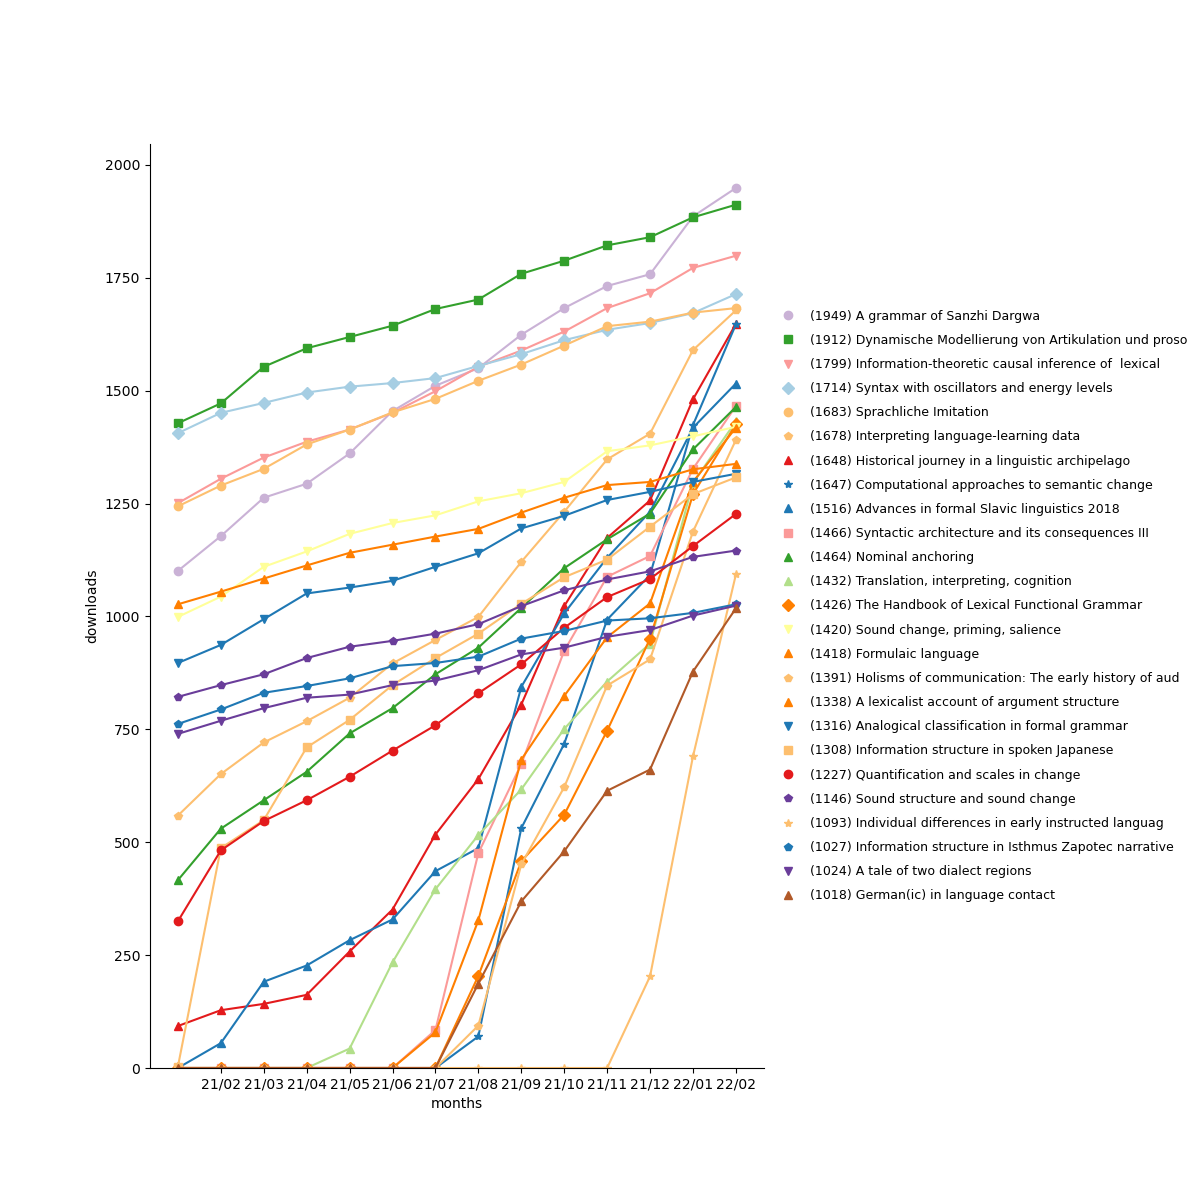 2000
1750
1500
1250
1000
750
500
250
0
downloads
21/02 21/03 21/04 21/05 21/06 21/07 21/08 21/09 21/10 21/11 21/12 22/01 22/02
months
(1949) A grammar of Sanzhi Dargwa
(1912) Dynamische Modellierung von Artikulation und proso
(1799) Information-theoretic causal inference of  lexical
(1714) Syntax with oscillators and energy levels
(1683) Sprachliche Imitation
(1678) Interpreting language-learning data
(1648) Historical journey in a linguistic archipelago
(1647) Computational approaches to semantic change
(1516) Advances in formal Slavic linguistics 2018
(1466) Syntactic architecture and its consequences III
(1464) Nominal anchoring
(1432) Translation, interpreting, cognition
(1426) The Handbook of Lexical Functional Grammar
(1420) Sound change, priming, salience
(1418) Formulaic language
(1391) Holisms of communication: The early history of aud
(1338) A lexicalist account of argument structure
(1316) Analogical classification in formal grammar
(1308) Information structure in spoken Japanese
(1227) Quantification and scales in change
(1146) Sound structure and sound change
(1093) Individual differences in early instructed languag
(1027) Information structure in Isthmus Zapotec narrative
(1024) A tale of two dialect regions
(1018) German(ic) in language contact